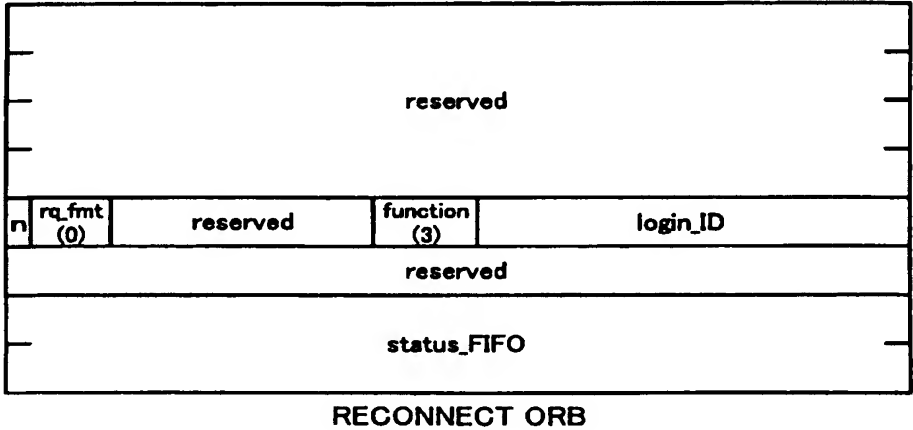 reserved
n rq_fmt (0) reserved function (3) login_ID
reserved
status_FIFO
RECONNECT ORB